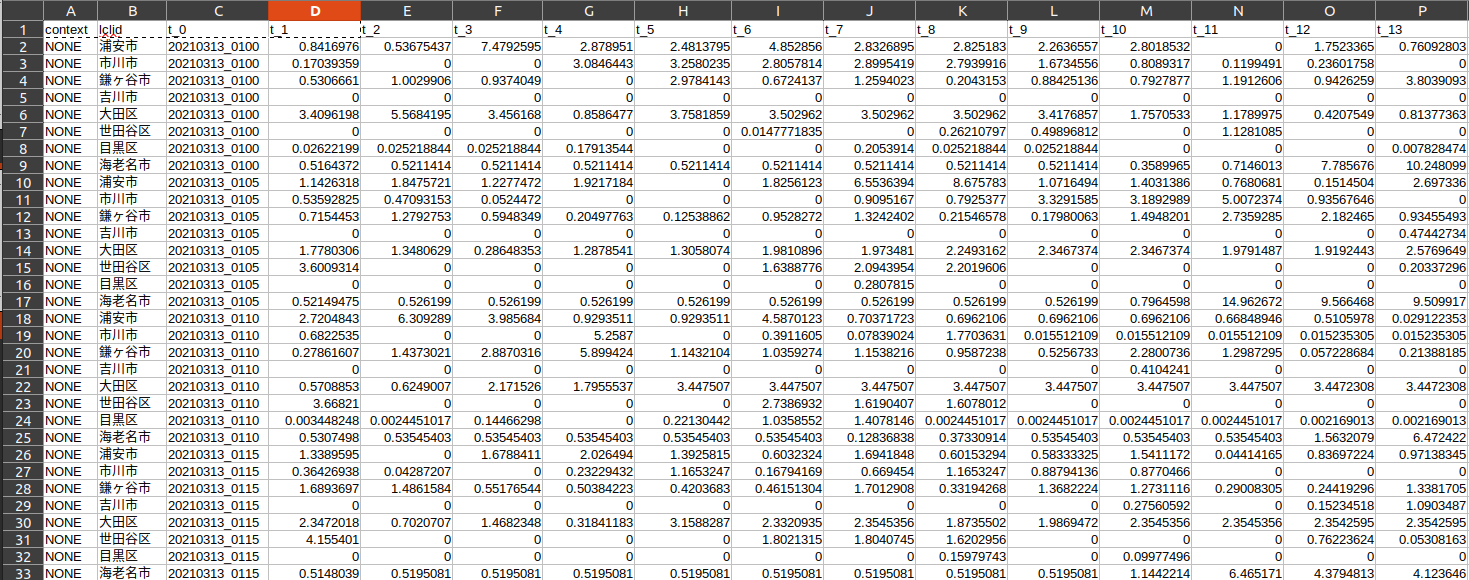 A B C D E F G H I J K L M N O P
1 context lclid t_0 t_1 t_2 t_3 t_4 t_5 t_6 t_7 t_8 t_9 t_10 t_11 t_12 t_13
2 NONE 浦安市 20210313_0100 0.8416976 0.53675437 7.4792595 2.878951 2.4813795 4.852856 2.8326895 2.825183 2.2636557 2.8018532 0 1.7523365 0.76092803
3 NONE 市川市 20210313_0100 0.17039359 0 0 3.0846443 3.2580235 2.8057814 2.8995419 2.7939916 1.6734556 0.8089317 0.1199491 0.23601758 0
4 NONE 鎌ヶ谷市 20210313_0100 0.5306661 1.0029906 0.9374049 0 2.9784143 0.6724137 1.2594023 0.2043153 0.88425136 0.7927877 1.1912606 0.9426259 3.8039093
5 NONE 吉川市 20210313_0100 0 0 0 0 0 0 0 0 0 0 0 0 0
6 NONE 大田区 20210313_0100 3.4096198 5.5684195 3.456168 0.8586477 3.7581859 3.502962 3.502962 3.502962 3.4176857 1.7570533 1.1789975 0.4207549 0.81377363
7 NONE 世田谷区 20210313_0100 0 0 0 0 0 0.0147771835 0 0.26210797 0.49896812 0 1.1281085 0 0
8 NONE 目黒区 20210313_0100 0.02622199 0.025218844 0.025218844 0.17913544 0 0 0.2053914 0.025218844 0.025218844 0 0 0 0.007828474
9 NONE 海老名市 20210313_0100 0.5164372 0.5211414 0.5211414 0.5211414 0.5211414 0.5211414 0.5211414 0.5211414 0.5211414 0.3589965 0.7146013 7.785676 10.248099
10 NONE 浦安市 20210313_0105 1.1426318 1.8475721 1.2277472 1.9217184 0 1.8256123 6.5536394 8.675783 1.0716494 1.4031386 0.7680681 0.1514504 2.697336
11 NONE 市川市 20210313_0105 0.53592825 0.47093153 0.0524472 0 0 0 0.9095167 0.7925377 3.3291585 3.1892989 5.0072374 0.93567646 0
12 NONE 鎌ヶ谷市 20210313_0105 0.7154453 1.2792753 0.5948349 0.20497763 0.12538862 0.9528272 1.3242402 0.21546578 0.17980063 1.4948201 2.7359285 2.182465 0.93455493
13 NONE 吉川市 20210313_0105 0 0 0 0 0 0 0 0 0 0 0 0 0.47442734
14 NONE 大田区 20210313_0105 1.7780306 1.3480629 0.28648353 1.2878541 1.3058074 1.9810896 1.973481 2.2493162 2.3467374 2.3467374 1.9791487 1.9192443 2.5769649
15 NONE 世田谷区 20210313_0105 3.6009314 0 0 0 0 1.6388776 2.0943954 2.2019606 0 0 0 0 0.20337296
16 NONE 目黒区 20210313_0105 0 0 0 0 0 0 0.2807815 0 0 0 0 0 0
17 NONE 海老名市 20210313_0105 0.52149475 0.526199 0.526199 0.526199 0.526199 0.526199 0.526199 0.526199 0.526199 0.7964598 14.962672 9.566468 9.509917
18 NONE 浦安市 20210313_0110 2.7204843 6.309289 3.985684 0.9293511 0.9293511 4.5870123 0.70371723 0.6962106 0.6962106 0.6962106 0.66848946 0.5105978 0.029122353
19 NONE 市川市 20210313_0110 0.6822535 0 0 5.2587 0 0.3911605 0.07839024 1.7703631 0.015512109 0.015512109 0.015512109 0.015235305 0.015235305
20 NONE 鎌ヶ谷市 20210313_0110 0.27861607 1.4373021 2.8870316 5.899424 1.1432104 1.0359274 1.1538216 0.9587238 0.5256733 2.2800736 1.2987295 0.057228684 0.21388185
21 NONE 吉川市 20210313_0110 0 0 0 0 0 0 0 0 0 0.4104241 0 0 0
22 NONE 大田区 20210313_0110 0.5708853 0.6249007 2.171526 1.7955537 3.447507 3.447507 3.447507 3.447507 3.447507 3.447507 3.447507 3.4472308 3.4472308
23 NONE 世田谷区 20210313_0110 3.66821 0 0 0 0 2.7386932 1.6190407 1.6078012 0 0 0 0 0
24 NONE 目黒区 20210313_0110 0.003448248 0.0024451017 0.14466298 0 0.22130442 1.0358552 1.4078146 0.0024451017 0.0024451017 0.0024451017 0.0024451017 0.002169013 0.002169013
25 NONE 海老名市 20210313_0110 0.5307498 0.53545403 0.53545403 0.53545403 0.53545403 0.53545403 0.12836838 0.37330914 0.53545403 0.53545403 0.53545403 1.5632079 6.472422
26 NONE 浦安市 20210313_0115 1.3389595 0 1.6788411 2.026494 1.3925815 0.6032324 1.6941848 0.60153294 0.58333325 1.5411172 0.04414165 0.83697224 0.97138345
27 NONE 市川市 20210313_0115 0.36426938 0.04287207 0 0.23229432 1.1653247 0.16794169 0.669454 1.1653247 0.88794136 0.8770466 0 0 0
28 NONE 鎌ヶ谷市 20210313_0115 1.6893697 1.4861584 0.55176544 0.50384223 0.4203683 0.46151304 1.7012908 0.33194268 1.3682224 1.2731116 0.29008305 0.24419296 1.3381705
29 NONE 吉川市 20210313_0115 0 0 0 0 0 0 0 0 0 0.27560592 0 0.15234518 1.0903487
30 NONE 大田区 20210313_0115 2.3472018 0.7020707 1.4682348 0.31841183 3.1588287 2.3320935 2.3545356 1.8735502 1.9869472 2.3545356 2.3545356 2.3542595 2.3542595
31 NONE 世田谷区 20210313_0115 4.155401 0 0 0 0 1.8021315 1.8040745 1.6202956 0 0 0 0.76223624 0.05308163
32 NONE 目黒区 20210313_0115 0 0 0 0 0 0 0 0.15979743 0 0.09977496 0 0 0
33 NONE 海老名市 20210313_0115 0.5148039 0.5195081 0.5195081 0.5195081 0.5195081 0.5195081 0.5195081 0.5195081 0.5195081 1.1442214 6.465171 4.3794813 4.123646